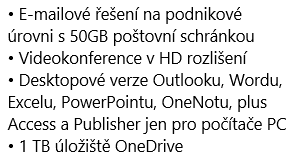 • E-mailové řešení na podnikové
úrovni s 50GB poštovní schránkou
• Videokonference v HD rozlišení
• Desktopové verze Outlooku, Wordu,
Excelu, PowerPointu, OneNotu, plus
Access a Publisher jen pro počítače PC
• 1 TB úložiště OneDrive